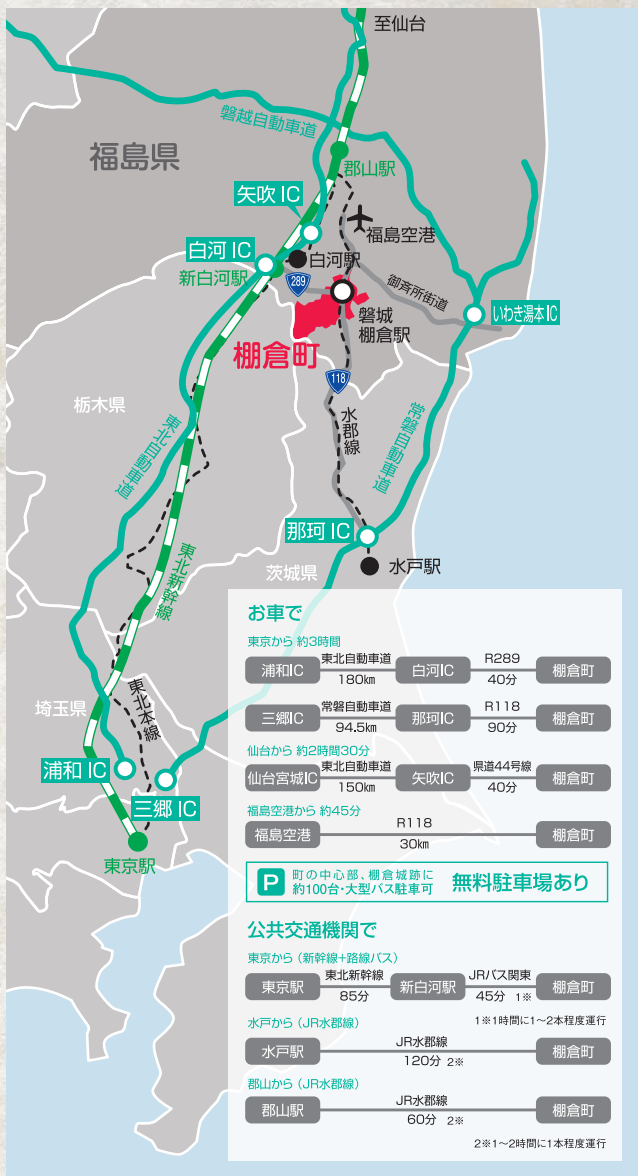 至仙台
磐越自動車道
福島県
郡山駅
矢吹 IC
福島空港
白河 IC
白河駅
新白河駅
289
御斉所街道
いわき湯本IC
磐城
棚倉駅
棚倉町
118
栃木県
水郡線
常磐自動車道
東北自動車道
那珂 IC
水戸駅
茨城県
東北新幹線
埼玉県
東北本線
浦和 IC
三郷 IC
東京駅
お車で
東京から 約3時間
浦和IC 東北自動車道 180km 白河IC R289 40分 棚倉町
三郷IC 常磐自動車道 94.5km 那珂IC R118 90分 棚倉町
仙台から 約2時間30分
仙台宮城IC 東北自動車道 150km 矢吹IC 県道44号線 40分 棚倉町
福島空港から 約45分
福島空港 R118 30km 棚倉町
P 町の中心部、棚倉城跡に
約100台・大型バス駐車可 無料駐車場あり
公共交通機関で
東京から（新幹線+路線バス）
東京駅 東北新幹線 85分 新白河駅 JRバス関東 45分 1※ 棚倉町
1※1時間に1〜2本程度運行
水戸から（JR水郡線）
水戸駅 JR水郡線 120分 2※ 棚倉町
郡山から（JR水郡線）
郡山駅 JR水郡線 60分 2※ 棚倉町
2※1〜2時間に1本程度運行